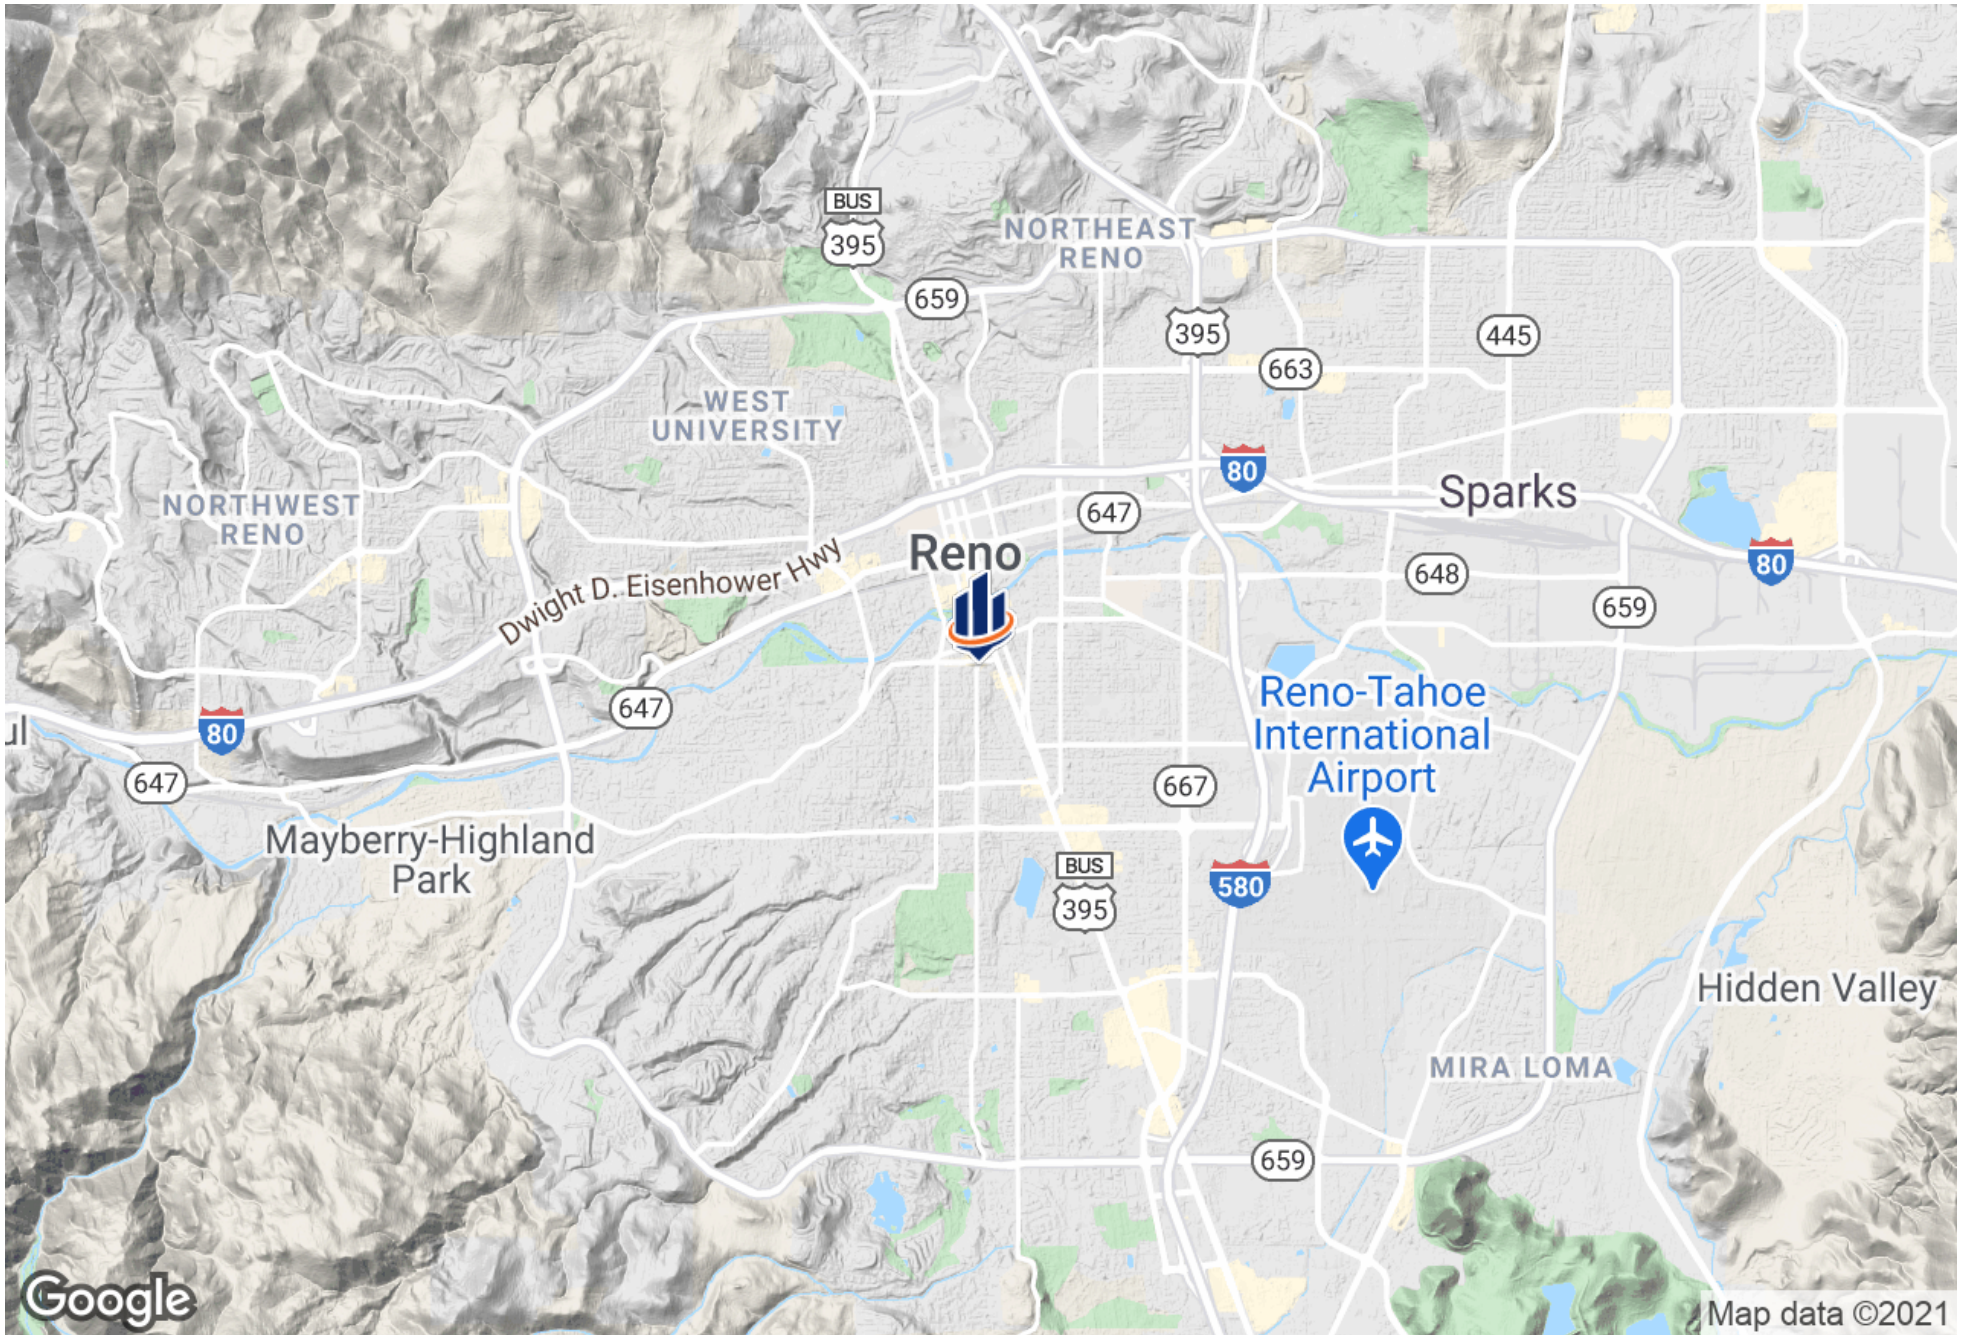 BUS
395
NORTHEAST
RENO
659
395
445
663
WEST
UNIVERSITY
80
Sparks
NORTHWEST
RENO
647
Reno
80
648
Dwight D. Eisenhower Hwy
659
Reno-Tahoe
International
Airport
647
80
ul
647
667
Mayberry-Highland
Park
BUS
395
580
Hidden Valley
MIRA LOMA
659
Google
Map data ©2021